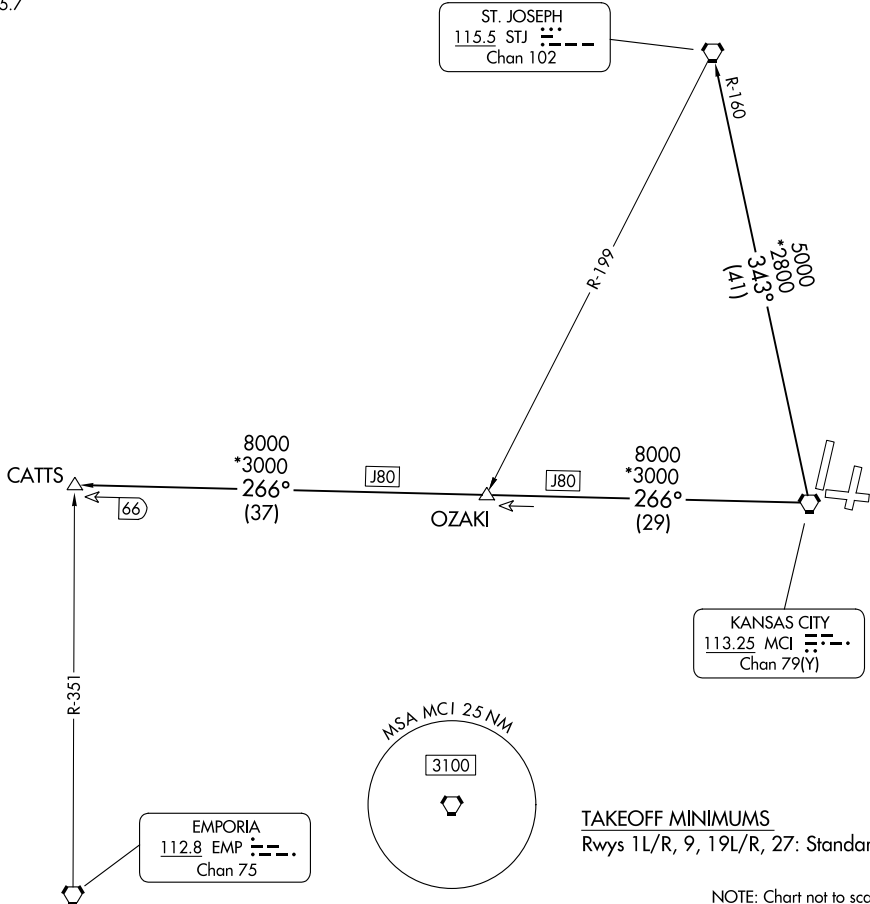 5.7
ST. JOSEPH
115.5 STJ
Chan 102
R-160
5000
*2800
343°
(41)
R-199
CATTS
8000
*3000
266°
(37)
J80
66
OZAKI
J80
8000
*3000
266°
(29)
KANSAS CITY
113.25 MCI
Chan 79(Y)
R-351
MSA MCI 25 NM
3100
EMPORIA
112.8 EMP
Chan 75
TAKEOFF MINIMUMS
Rwys 1L/R, 9, 19L/R, 27: Standar
NOTE: Chart not to sca